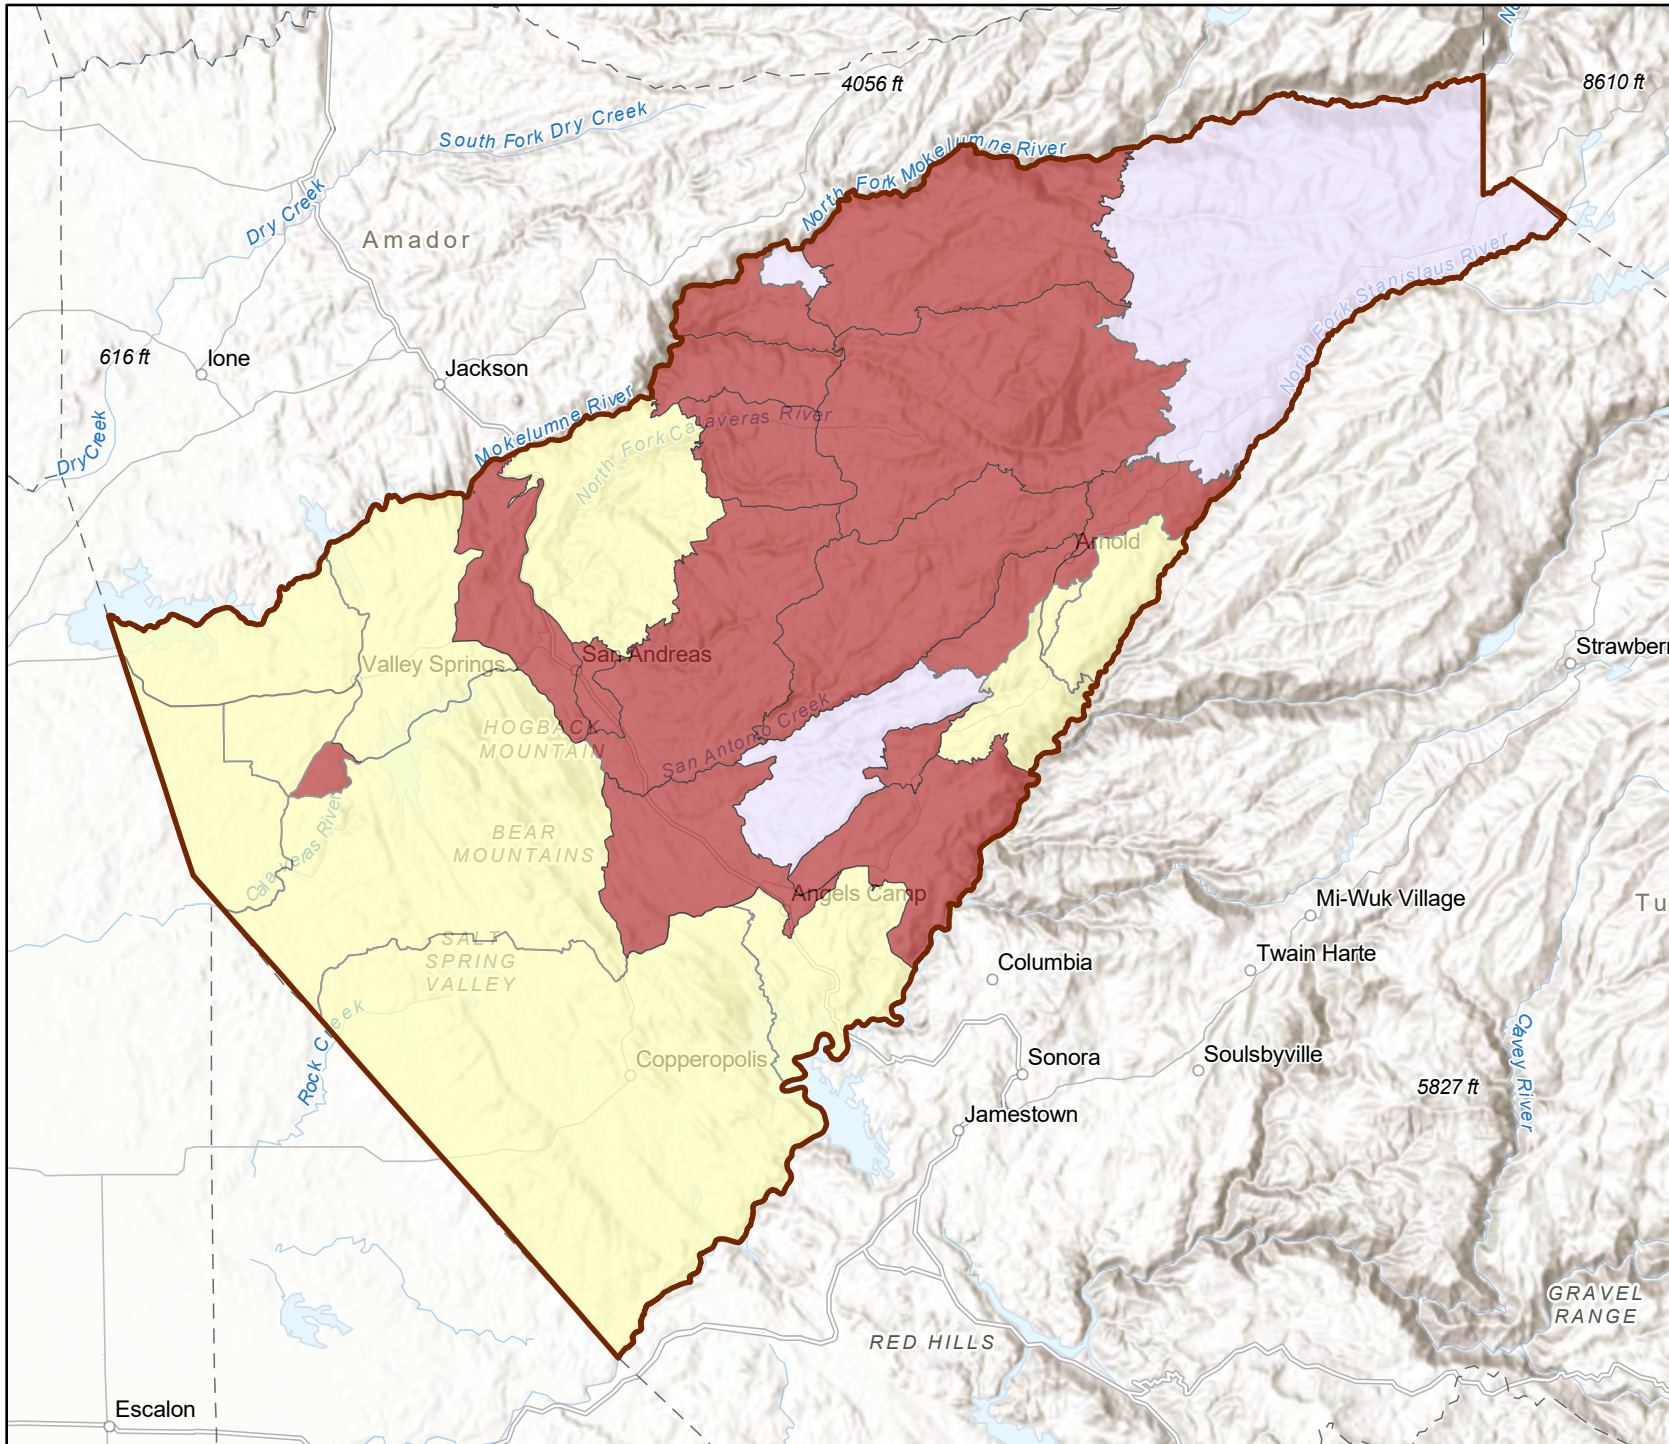 4056 ft
8610 ft
South Fork Dry Creek
North Fork Mokelumne River
Dry Creek
Amador
North Fork Stanislaus River
616 ft
Ione
Jackson
Mokelumne River
North Fork Calaveras River
Dry Creek
Arnold
San Andreas
Valley Springs
HOGBACK
MOUNTAIN
San Antonio Creek
Calaveras River
BEAR
MOUNTAINS
Angels Camp
Mi-Wuk Village
SALT
SPRING
VALLEY
Columbia
Twain Harte
Rock Creek
Copperopolis
Sonora
Soulsbyville
Cavey River
5827 ft
Jamestown
GRAVEL
RANGE
RED HILLS
Escalon